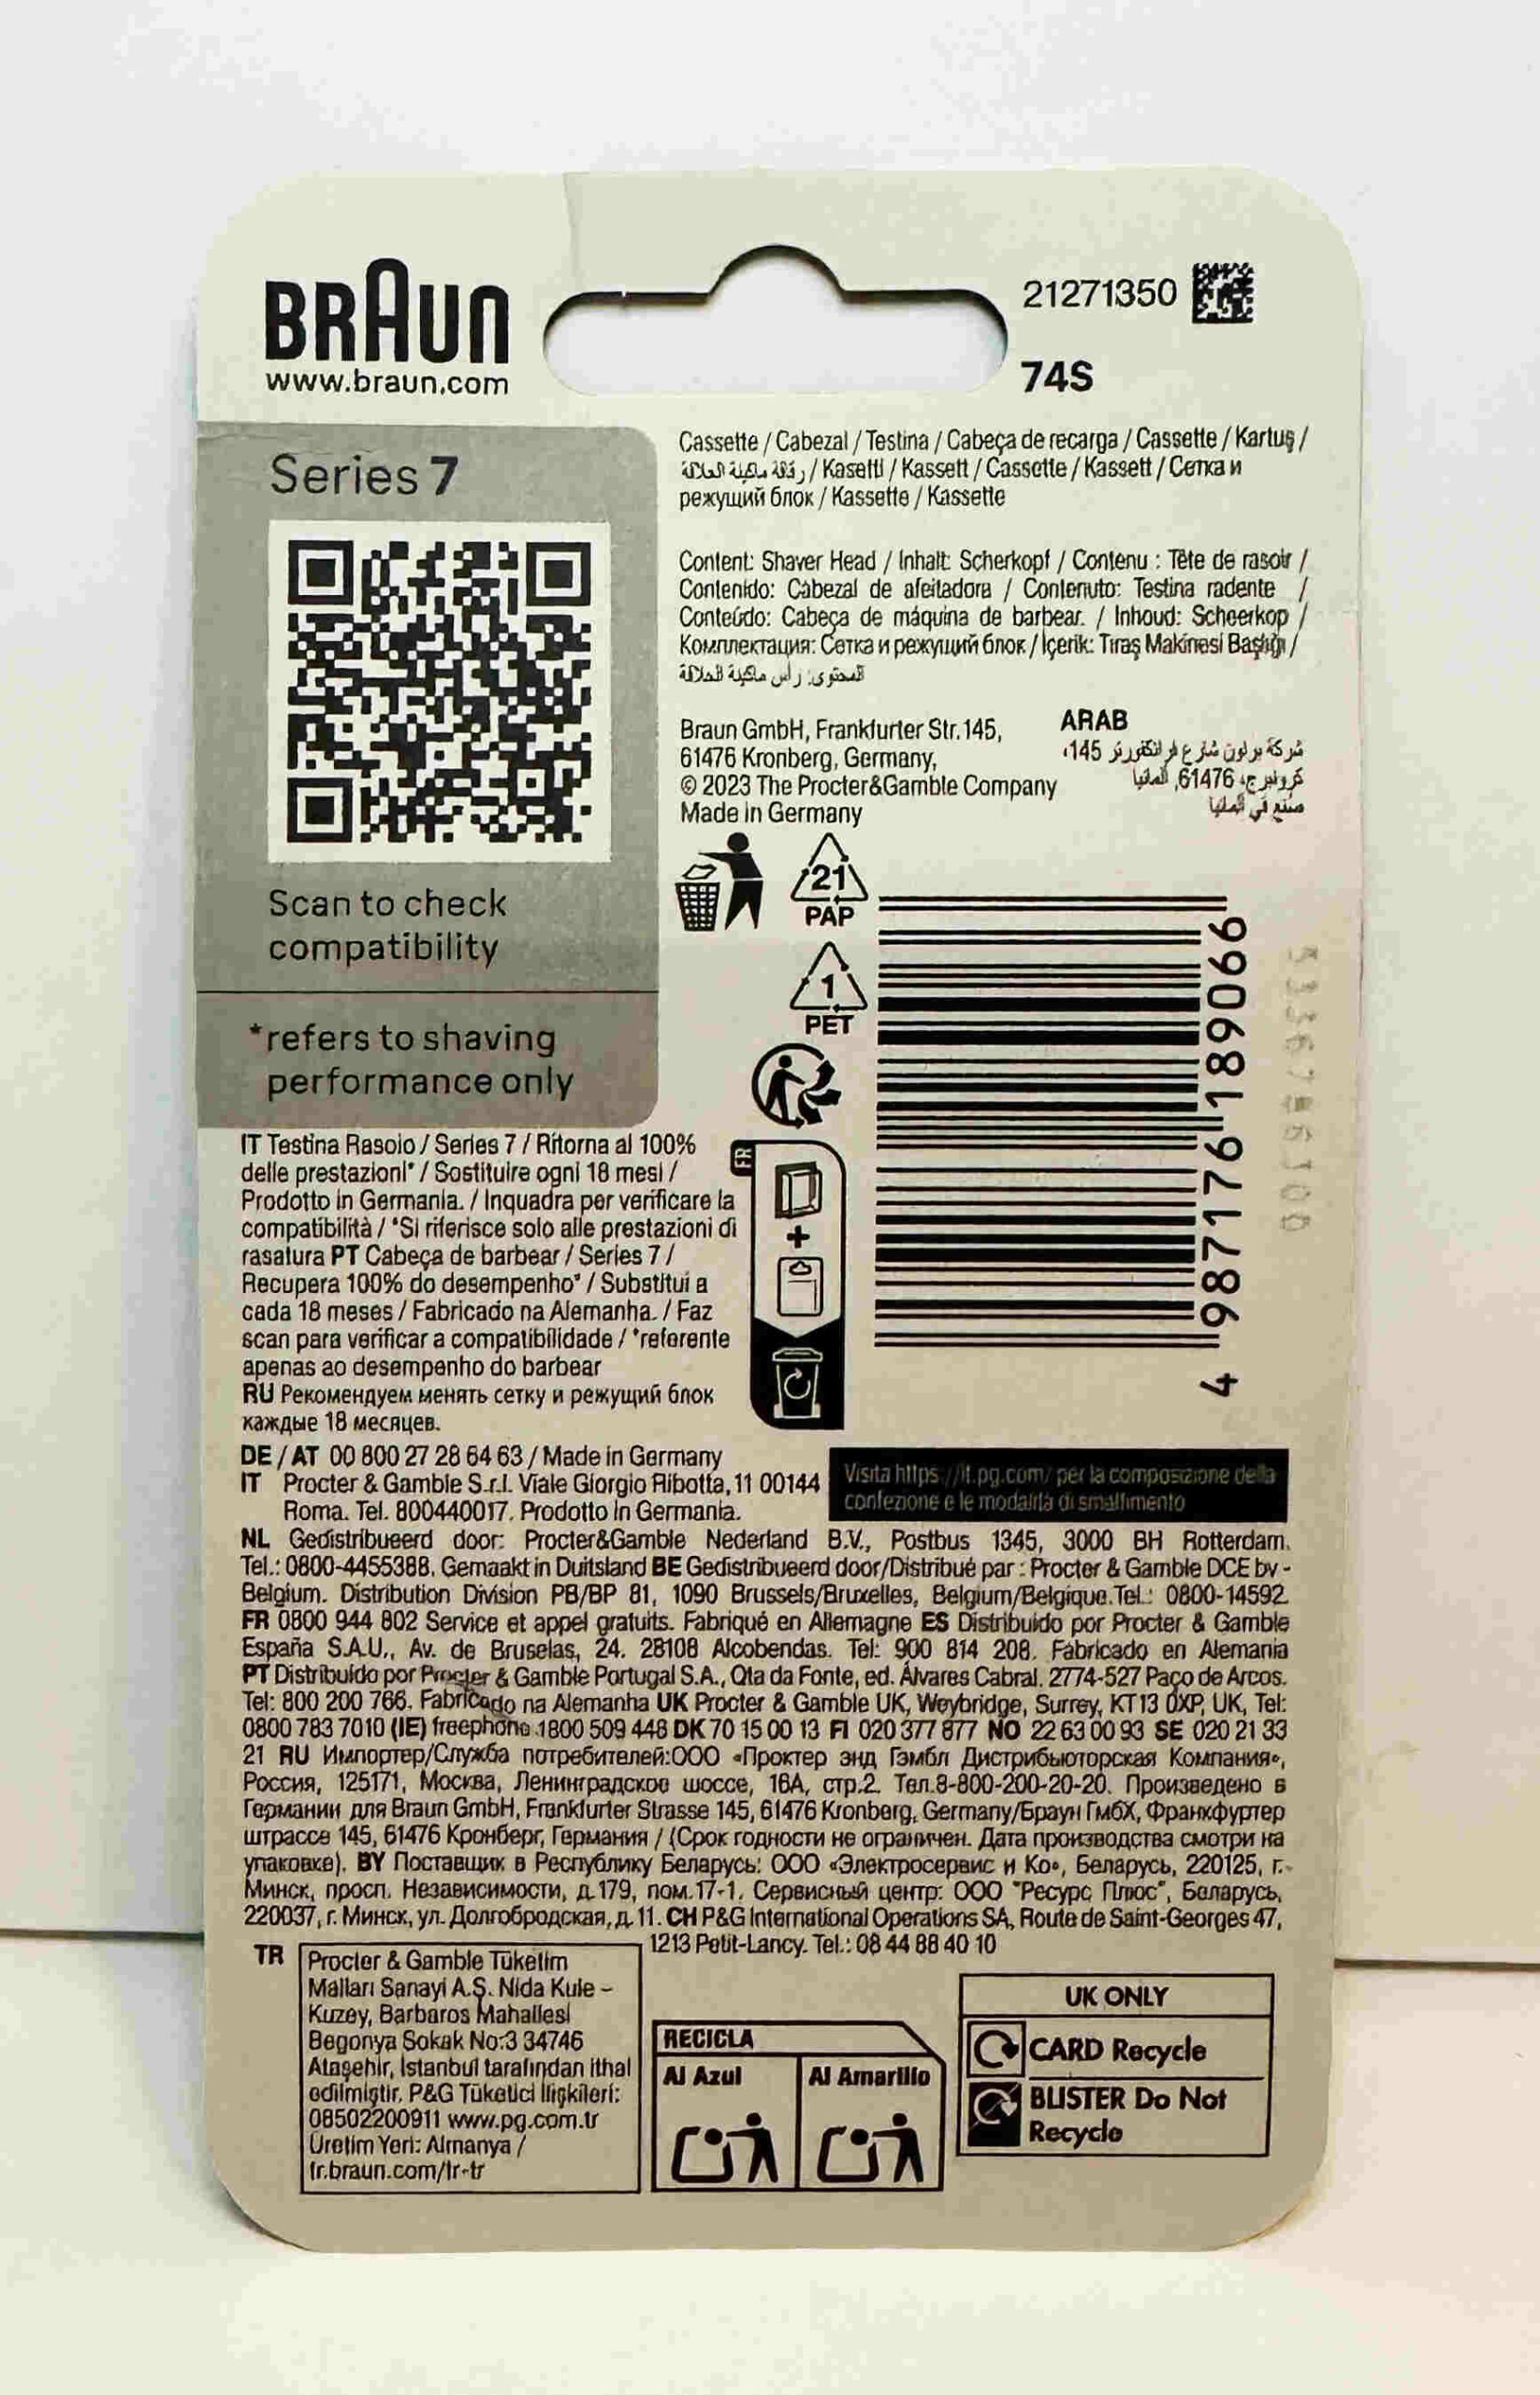 BRAUN
www.braun.com
21271350
74S
Series 7
Scan to check
compatibility
*refers to shaving
performance only
Cassette / Cabezal / Testina / Cabeça de recarga / Cassette / Kartuş /
رقاقة ماكينة الحلاقة / Kasetti / Kassett / Cassette / Kassett / Сетка и
режущий блок / Kassette / Kassette
Content: Shaver Head / Inhalt: Scherkopf / Contenu : Tête de rasoir /
Contenido: Cabezal de afeitadora / Contenuto: Testina radente /
Conteúdo: Cabeça de máquina de barbear. / Inhoud: Scheerkop /
Комплектация: Сетка и режущий блок / İçerik: Tıraş Makinesi Başlığı /
المحتوى: رأس ماكينة الحلاقة
Braun GmbH, Frankfurter Str.145,
61476 Kronberg, Germany,
© 2023 The Procter&Gamble Company
Made in Germany
ARAB
شركة براون شارع فرانكفورتر 145،
كرونبرج، 61476, ألمانيا
صنع في ألمانيا
21
PAP
1
PET
FR
+
4 987176 189066
IT Testina Rasoio / Series 7 / Ritorna al 100%
delle prestazioni* / Sostituire ogni 18 mesi /
Prodotto in Germania. / Inquadra per verificare la
compatibilità / *Si riferisce solo alle prestazioni di
rasatura PT Cabeça de barbear / Series 7 /
Recupera 100% do desempenho* / Substitui a
cada 18 meses / Fabricado na Alemanha. / Faz
scan para verificar a compatibilidade / *referente
apenas ao desempenho do barbear
RU Рекомендуем менять сетку и режущий блок
каждые 18 месяцев.
DE / AT 00 800 27 28 64 63 / Made in Germany
IT Procter & Gamble S.r.l. Viale Giorgio Ribotta, 11 00144
Roma. Tel. 800440017. Prodotto in Germania.
Visita https://it.pg.com/ per la composizione della
confezione e le modalità di smaltimento
NL Gedistribueerd door: Procter&Gamble Nederland B.V., Postbus 1345, 3000 BH Rotterdam.
Tel.: 0800-4455388. Gemaakt in Duitsland BE Gedistribueerd door/Distribué par : Procter & Gamble DCE bv -
Belgium. Distribution Division PB/BP 81, 1090 Brussels/Bruxelles, Belgium/Belgique.Tel.: 0800-14592
FR 0800 944 802 Service et appel gratuits. Fabriqué en Allemagne ES Distribuido por Procter & Gamble
España S.A.U., Av. de Bruselas, 24. 28108 Alcobendas. Tel: 900 814 208. Fabricado en Alemania
PT Distribuído por Procter & Gamble Portugal S.A., Qta da Fonte, ed. Álvares Cabral. 2774-527 Paço de Arcos.
Tel: 800 200 766. Fabricado na Alemanha UK Procter & Gamble UK, Weybridge, Surrey, KT13 0XP, UK, Tel:
0800 783 7010 (IE) freephone 1800 509 448 DK 70 15 00 13 FI 020 377 877 NO 22 63 00 93 SE 020 21 33
21 RU Импортер/Служба потребителей:ООО «Проктер энд Гэмбл Дистрибьюторская Компания»,
Россия, 125171, Москва, Ленинградское шоссе, 16А, стр.2. Тел.8-800-200-20-20. Произведено в
Германии для Braun GmbH, Frankfurter Strasse 145, 61476 Kronberg, Germany/Браун ГмбХ, Франкфуртер
штрассе 145, 61476 Кронберг, Германия / (Срок годности не ограничен. Дата производства смотри на
упаковке). BY Поставщик в Республику Беларусь: ООО «Электросервис и Ко», Беларусь, 220125, г.
Минск, просп. Независимости, д.179, пом.17-1. Сервисный центр: ООО "Ресурс Плюс", Беларусь,
220037, г. Минск, ул. Долгобродская, д.11. CH P&G International Operations SA, Route de Saint-Georges 47,
1213 Petit-Lancy. Tel.: 08 44 88 40 10
TR Procter & Gamble Tüketim
Malları Sanayi A.Ş. Nida Kule –
Kuzey, Barbaros Mahallesi
Begonya Sokak No:3 34746
Ataşehir, İstanbul tarafından ithal
edilmiştir. P&G Tüketici İlişkileri:
08502200911 www.pg.com.tr
Üretim Yeri: Almanya /
tr.braun.com/tr-tr
RECICLA
Al Azul
Al Amarillo
UK ONLY
CARD Recycle
BLISTER Do Not
Recycle